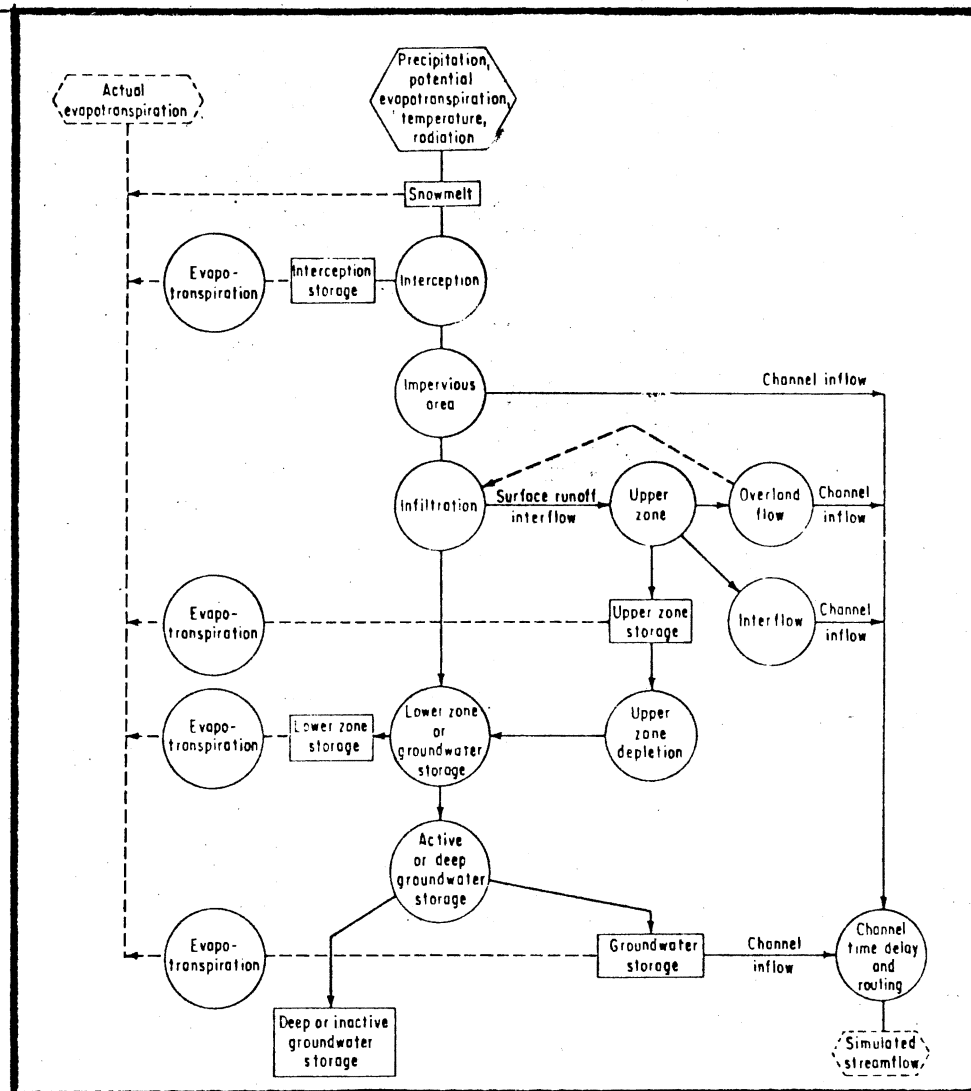 Precipitation,
potential
evapotranspiration,
temperature,
radiation
Actual
evapotranspiration
Snowmelt
Evapo-
transpiration
Interception
storage
Interception
Impervious
area
Channel inflow
Infiltration
Surface runoff
interflow
Upper
zone
Overland
flow
Channel
inflow
Evapo-
transpiration
Upper zone
storage
Interflow
Channel
inflow
Evapo-
transpiration
Lower zone
storage
Lower zone
or
groundwater
storage
Upper
zone
depletion
Active
or deep
groundwater
storage
Evapo-
transpiration
Groundwater
storage
Channel
inflow
Channel
time delay
and
routing
Deep or inactive
groundwater
storage
Simulated
streamflow